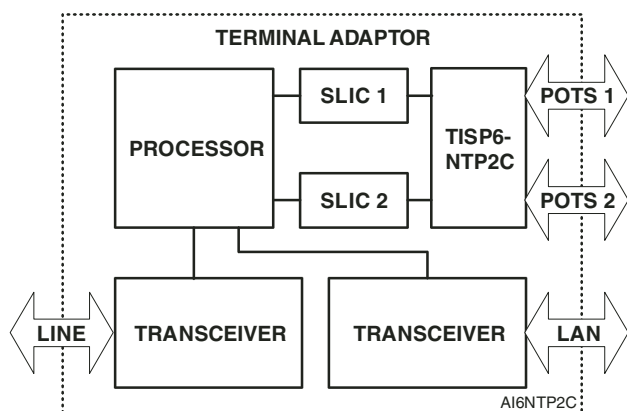 TERMINAL ADAPTOR
PROCESSOR
SLIC 1
SLIC 2
TISP6-
NTP2C
POTS 1
POTS 2
LINE
TRANSCEIVER
TRANSCEIVER
LAN
AI6NTP2C